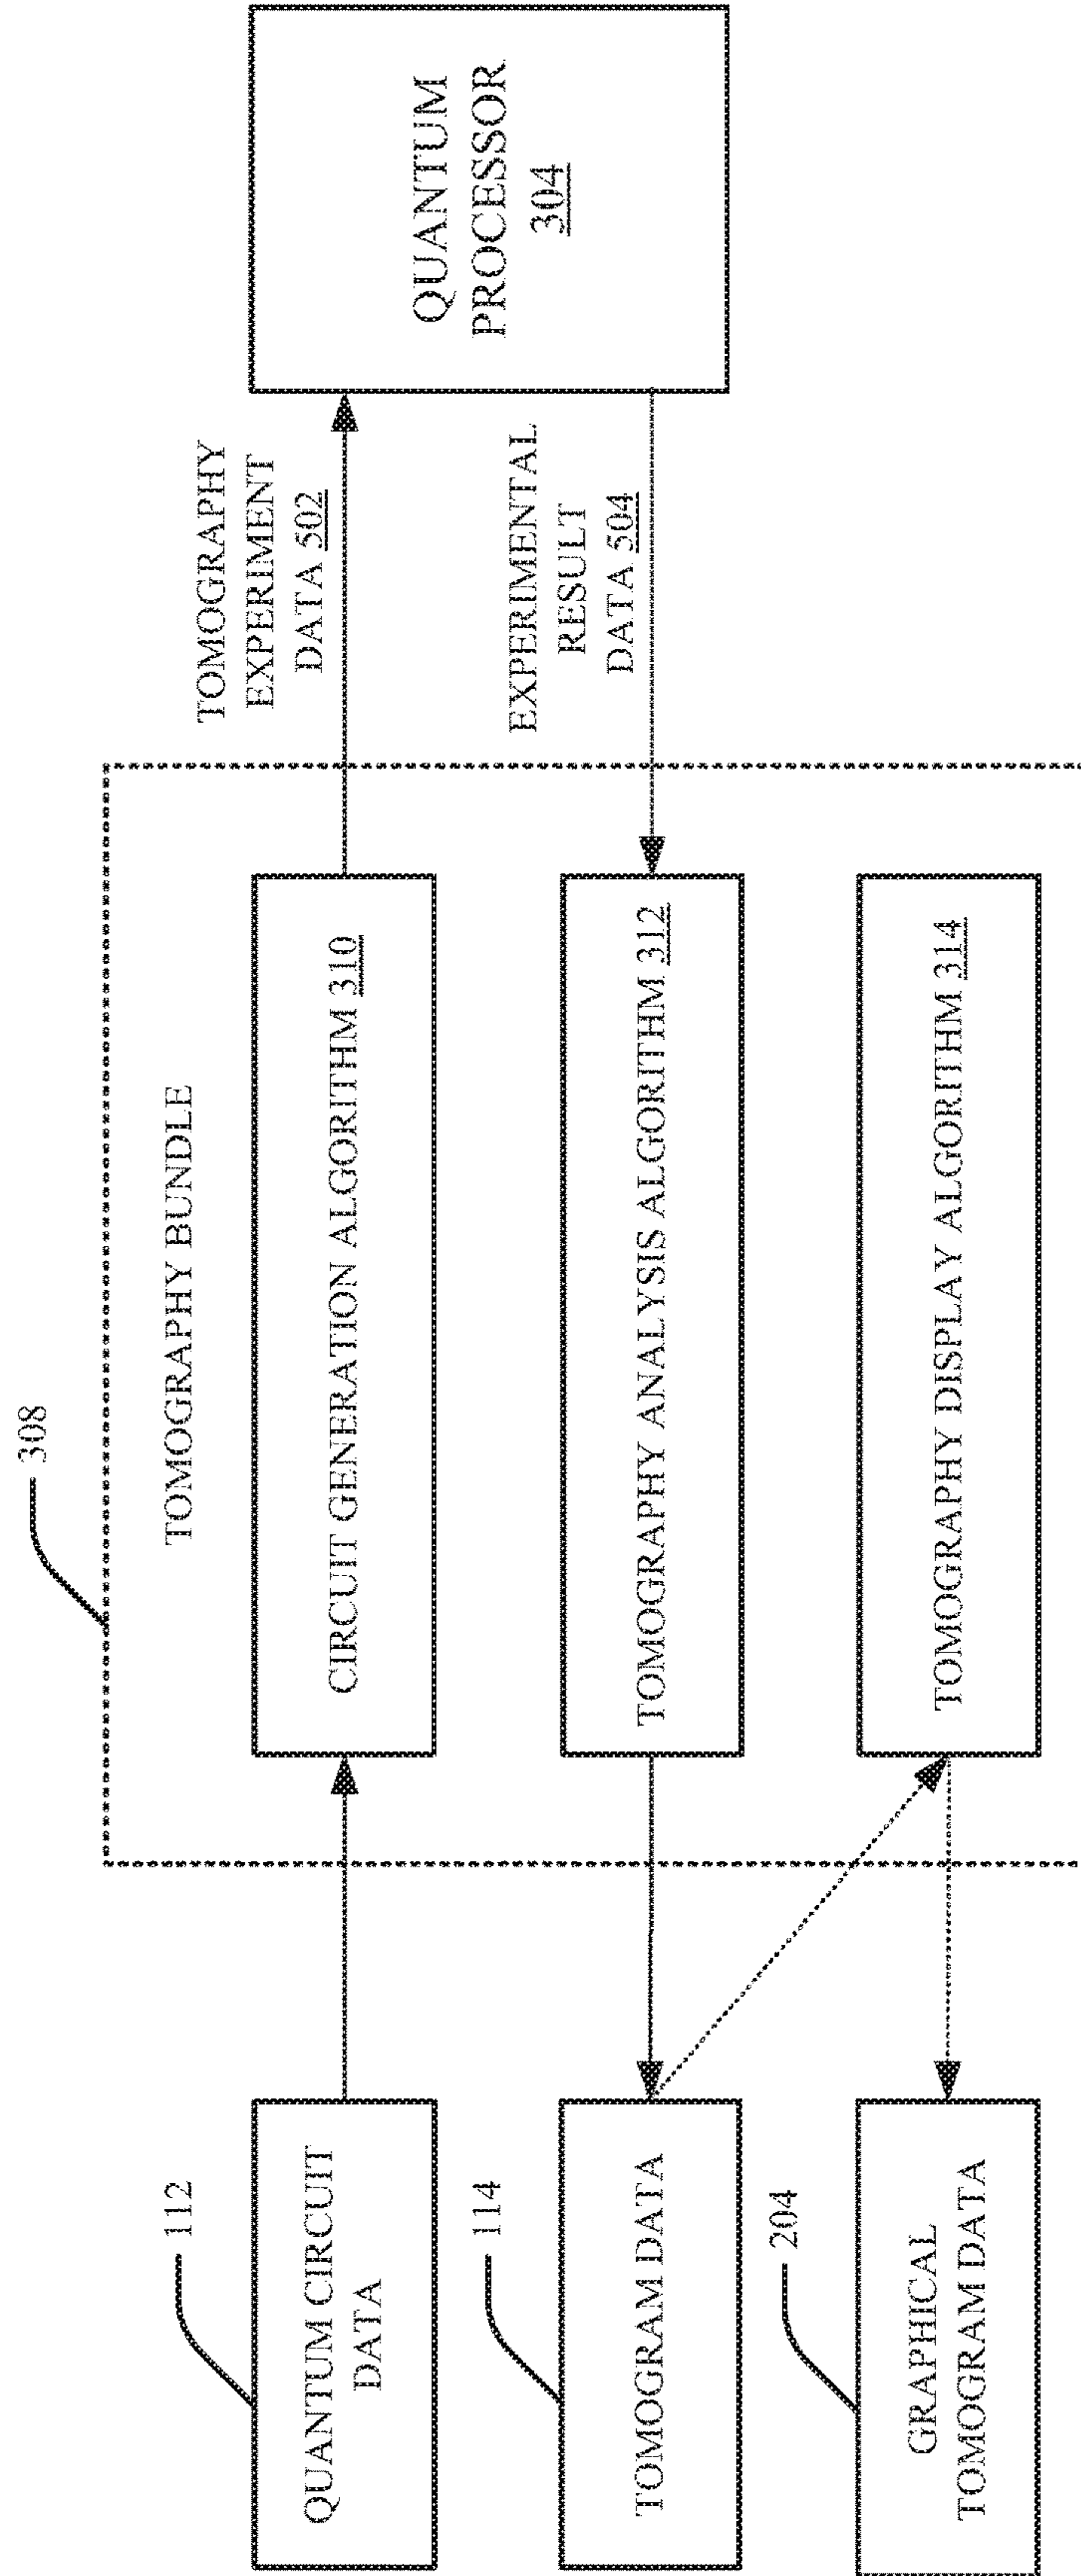 308
TOMOGRAPHY BUNDLE
112
QUANTUM CIRCUIT
DATA
CIRCUIT GENERATION ALGORITHM 310
TOMOGRAPHY
EXPERIMENT
DATA 502
QUANTUM
PROCESSOR
304
114
TOMOGRAM DATA
TOMOGRAPHY ANALYSIS ALGORITHM 312
EXPERIMENTAL
RESULT
DATA 504
204
GRAPHICAL
TOMOGRAM DATA
TOMOGRAPHY DISPLAY ALGORITHM 314